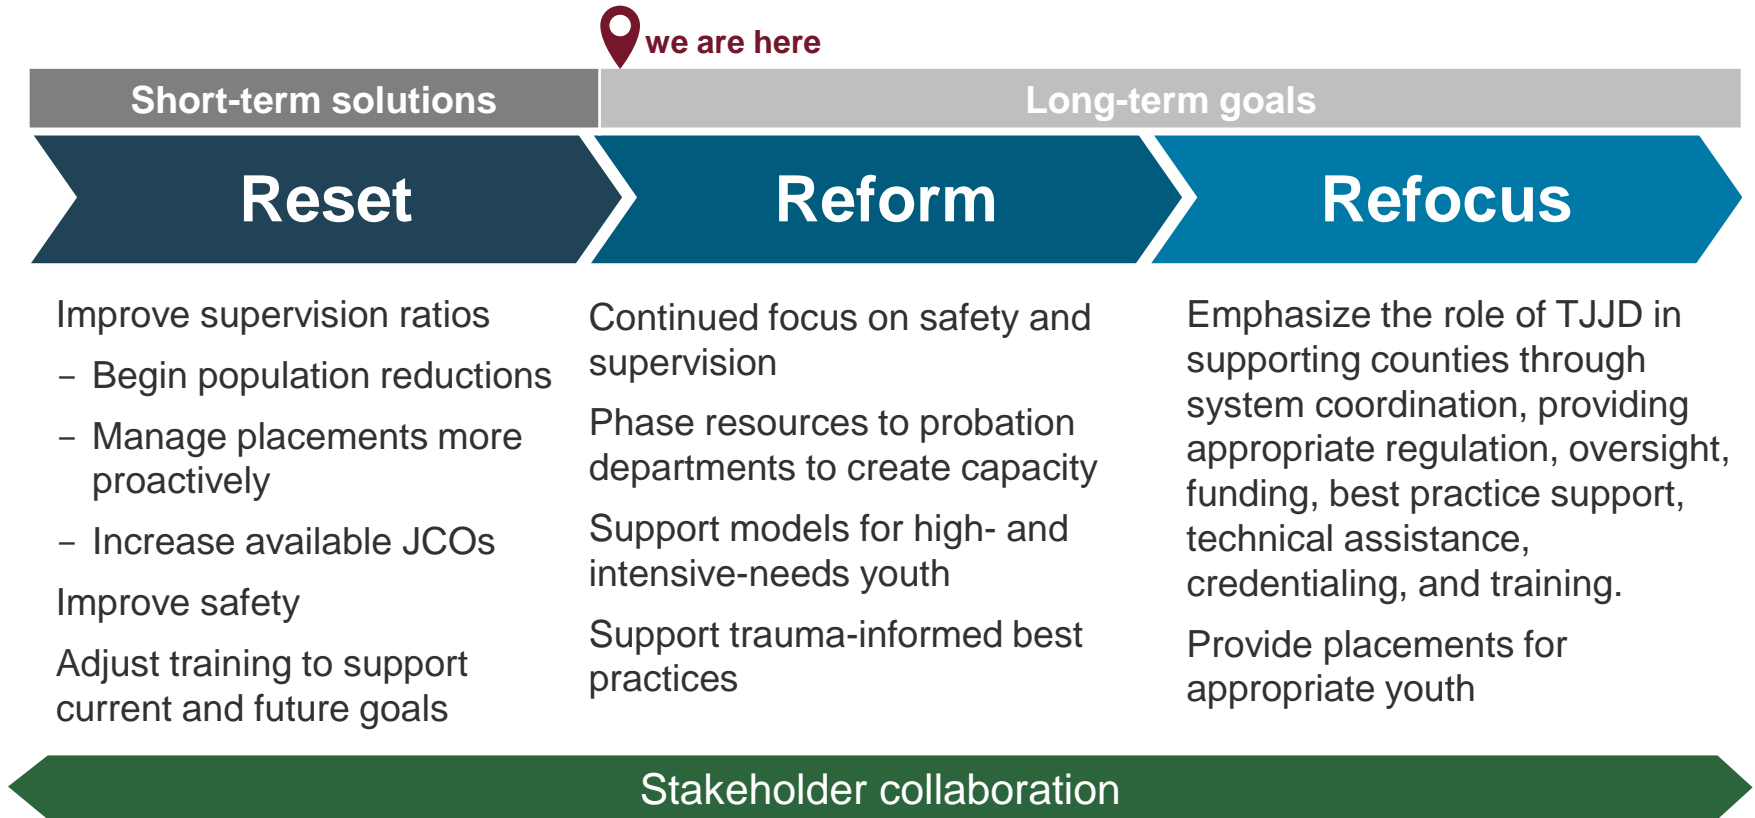 we are here
Short-term solutions
Long-term goals
Reset
Reform
Refocus
Improve supervision ratios
– Begin population reductions
– Manage placements more
proactively
– Increase available JCOs
Improve safety
Adjust training to support
current and future goals
Continued focus on safety and
supervision
Phase resources to probation
departments to create capacity
Support models for high- and
intensive-needs youth
Support trauma-informed best
practices
Emphasize the role of TJJD in
supporting counties through
system coordination, providing
appropriate regulation, oversight,
funding, best practice support,
technical assistance,
credentialing, and training.
Provide placements for
appropriate youth
Stakeholder collaboration